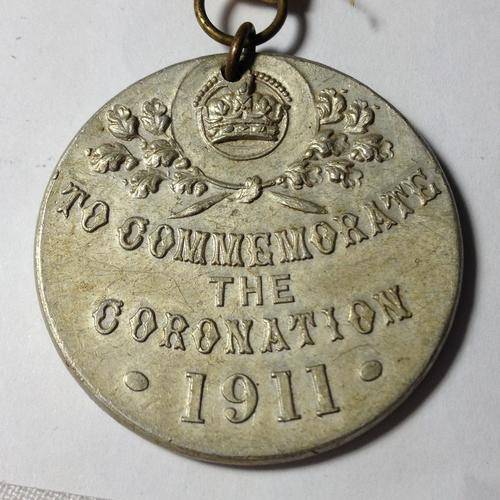 TO COMMEMORATE
THE
CORONATION
1911